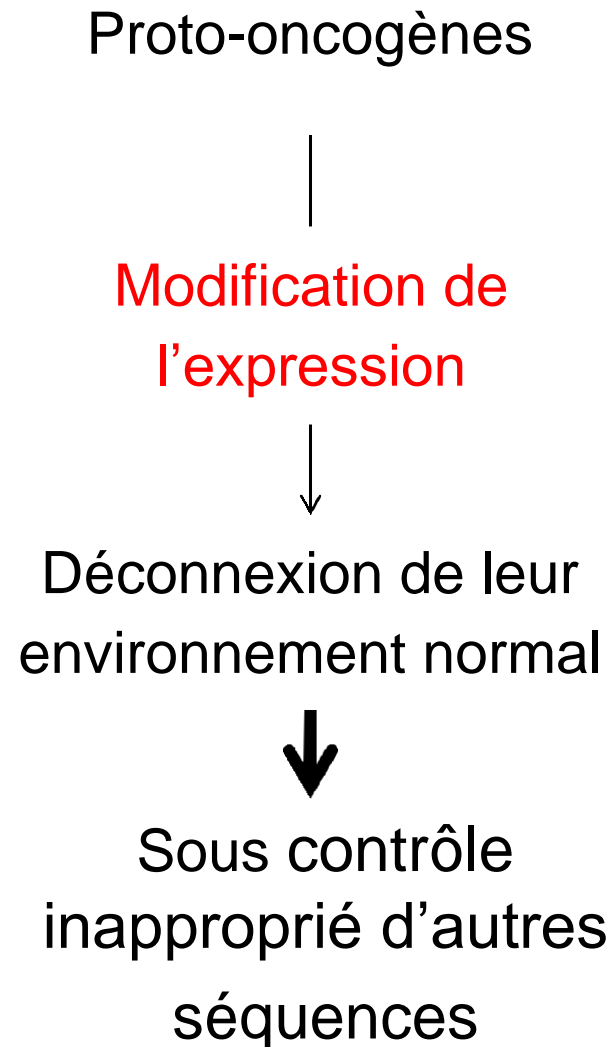 Proto-oncogènes
Modification de
l’expression
Déconnexion de leur
environnement normal
Sous contrôle
inapproprié d’autres
séquences